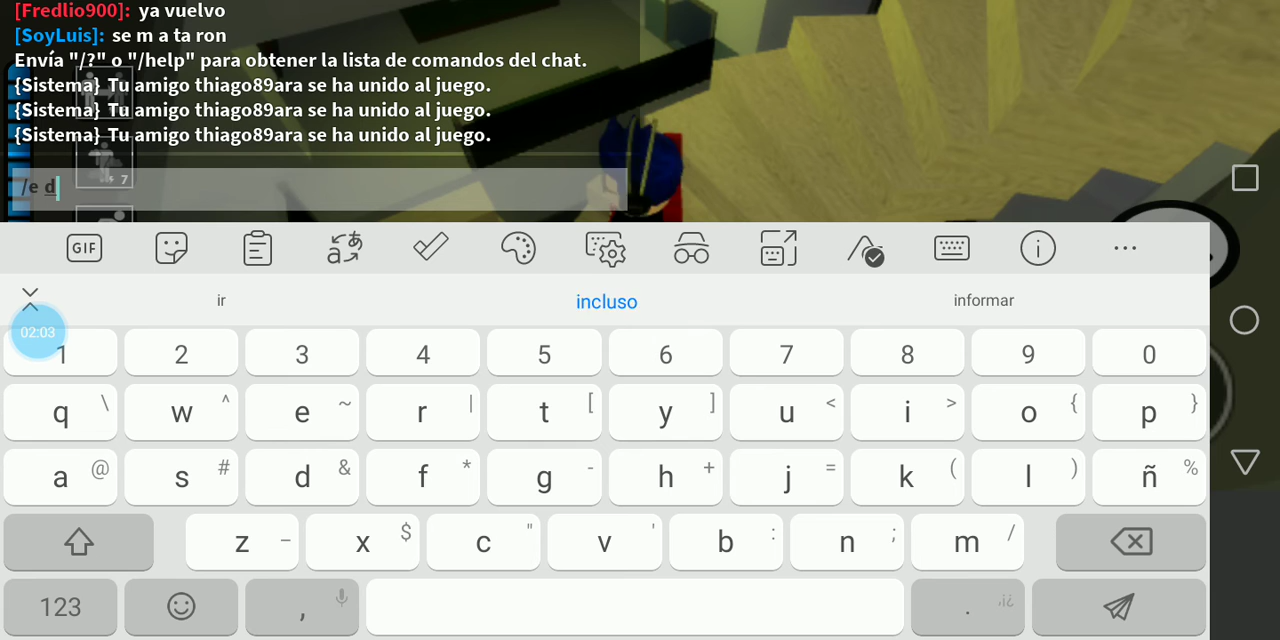 [Fredlio900]: ya vuelvo
[SoyLuis]: se m a ta ron
Envía "/?" o "/help" para obtener la lista de comandos del chat.
{Sistema} Tu amigo thiago89ara se ha unido al juego.
{Sistema} Tu amigo thiago89ara se ha unido al juego.
{Sistema} Tu amigo thiago89ara se ha unido al juego.
7
/e d
GIF
ir incluso informar
02:03
1 2 3 4 5 6 7 8 9 0
q \ w ^ e ~ r | t [ y ] u < i > o { p }
a @ s # d & f * g - h + j = k ( l ) ñ %
z _ x $ c " v ' b : n ; m /
123 , . ,¡¿